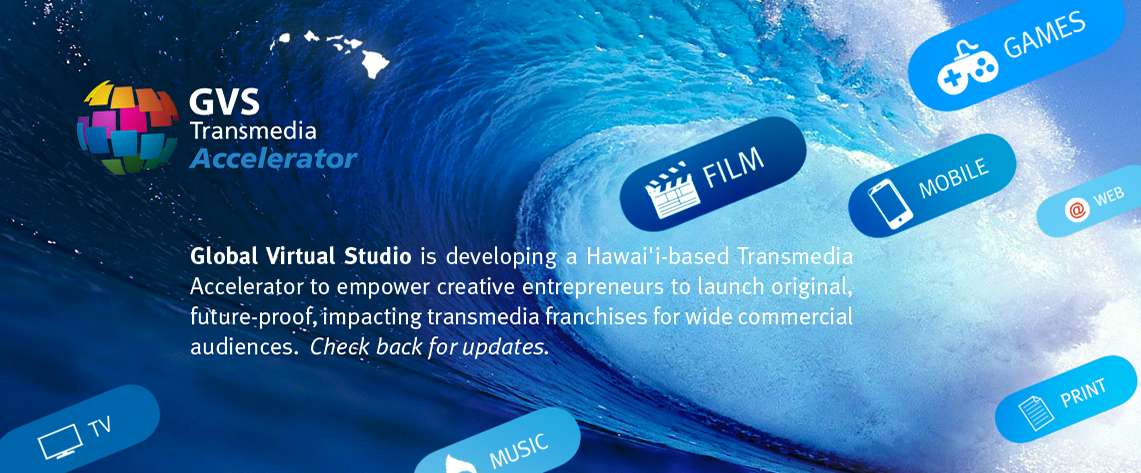 GVS
Transmedia
Accelerator
GAMES
FILM
MOBILE
@ WEB
Global Virtual Studio is developing a Hawai'i-based Transmedia
Accelerator to empower creative entrepreneurs to launch original,
future-proof, impacting transmedia franchises for wide commercial
audiences.  Check back for updates.
PRINT
TV
MUSIC